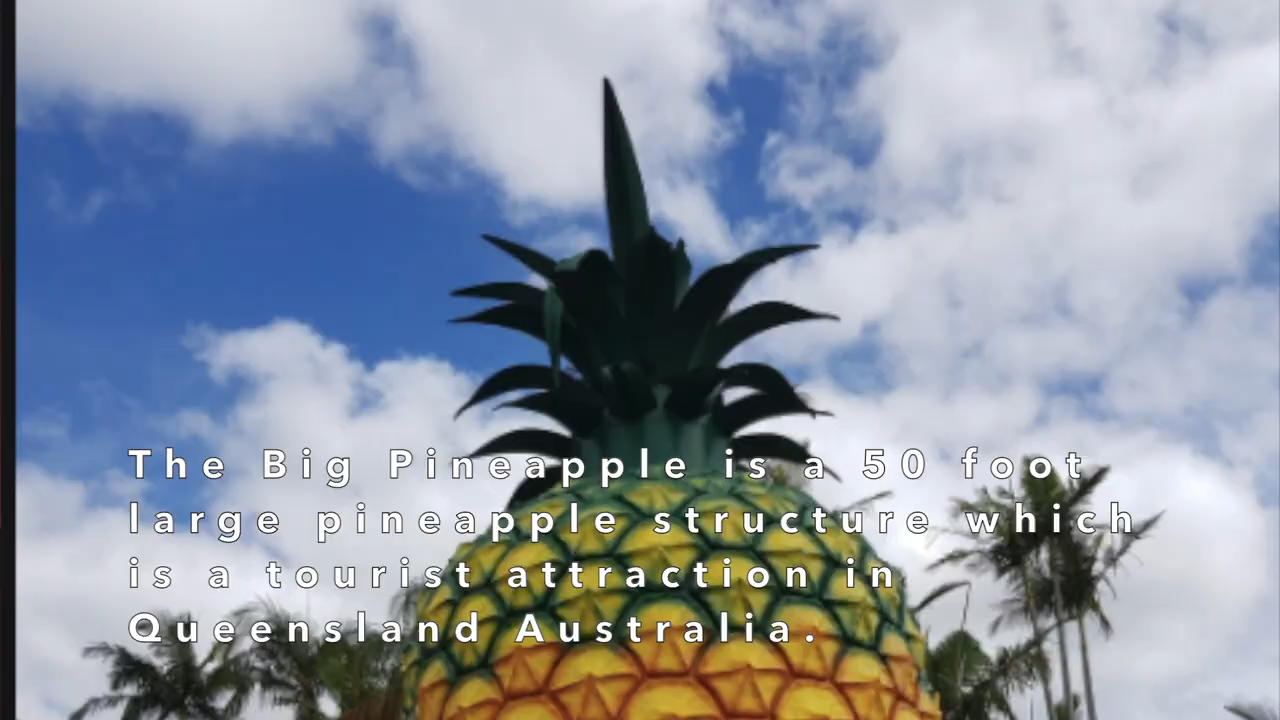 The Big Pineapple is a 50 foot
large pineapple structure which
is a tourist attraction in
Queensland Australia.